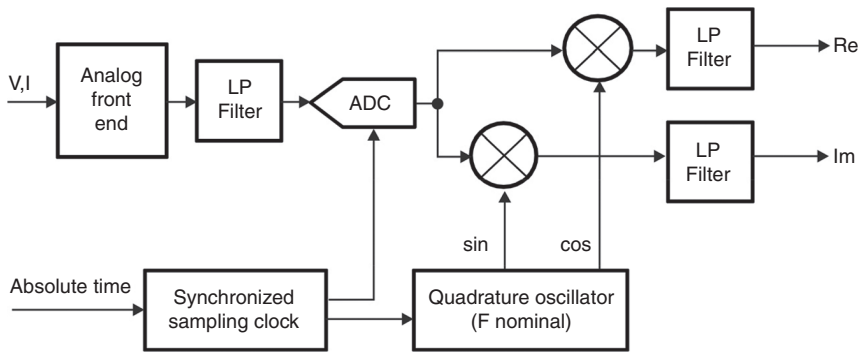 V,I
Analog
front
end
LP
Filter
ADC
LP
Filter
Re
LP
Filter
Im
sin
cos
Absolute time
Synchronized
sampling clock
Quadrature oscillator
(F nominal)